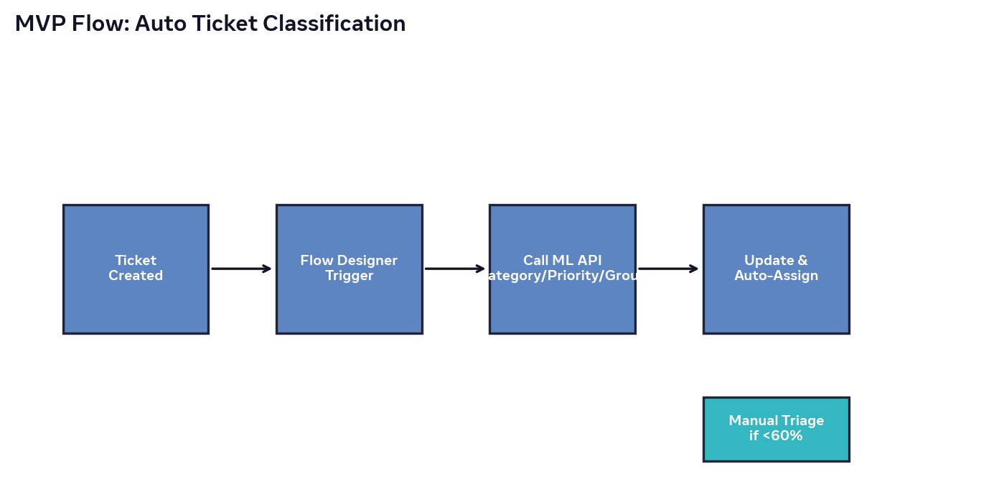 MVP Flow: Auto Ticket Classification
Ticket
Created
Flow Designer
Trigger
Call ML API
ategory/Priority/Grou
Update &
Auto-Assign
Manual Triage
if <60%